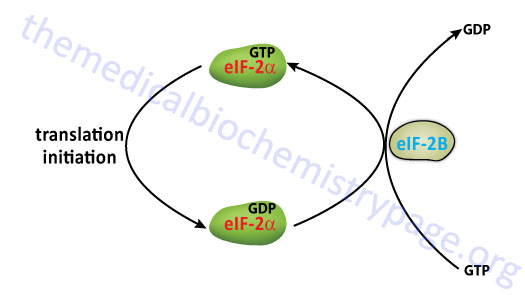 themedicalbiochemistrypage.org
GDP
GTP
eIF-2α
translation
initiation
eIF-2B
GDP
eIF-2α
GTP